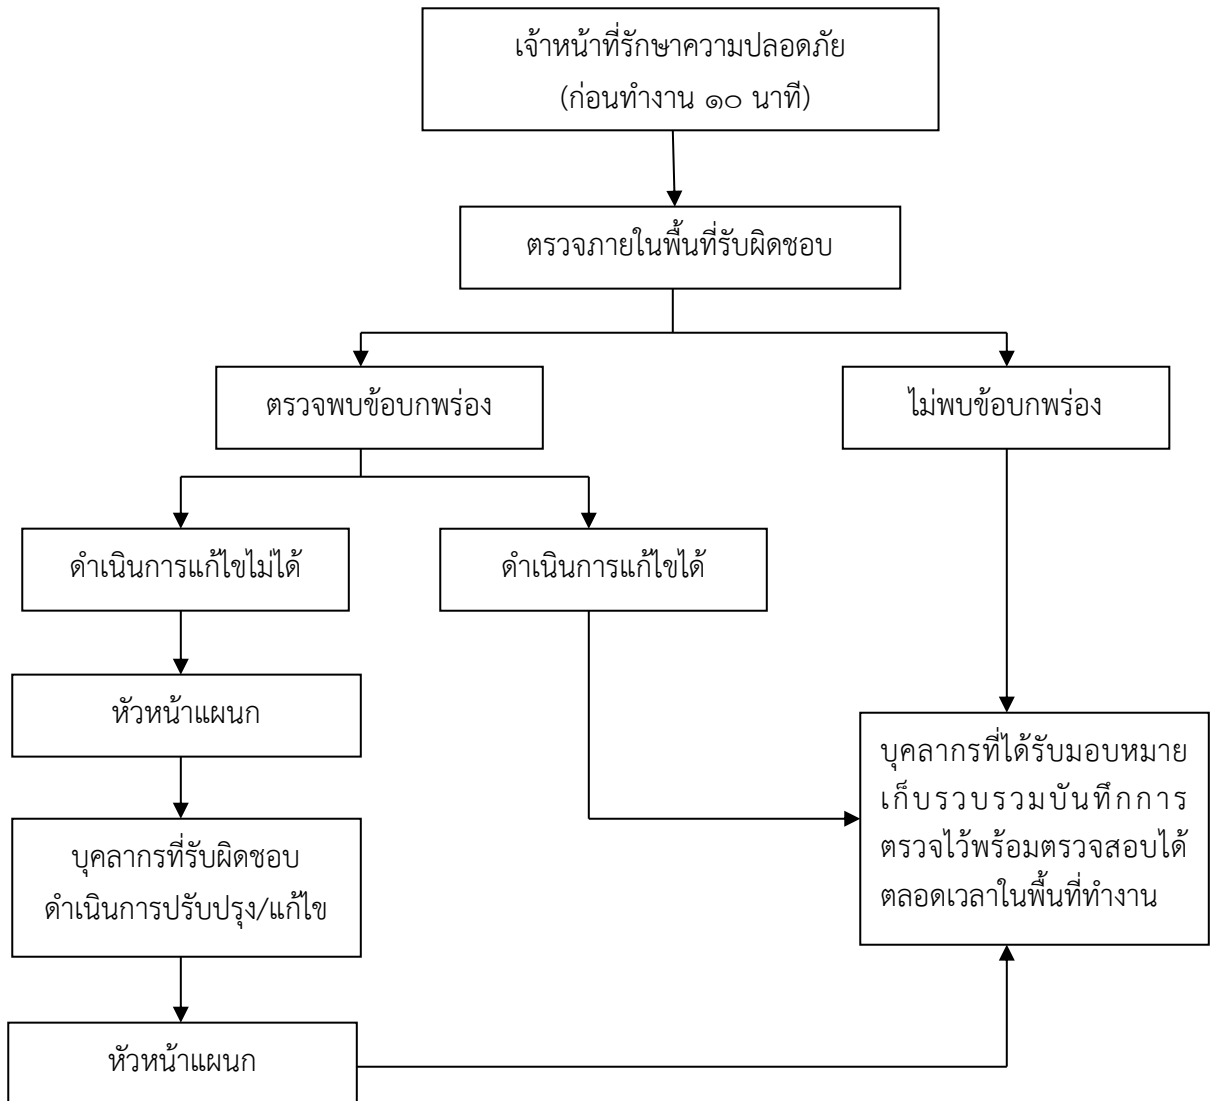 เจ้าหน้าที่รักษาความปลอดภัย
(ก่อนทำงาน ๑๐ นาที)
ตรวจภายในพื้นที่รับผิดชอบ
ตรวจพบข้อบกพร่อง
ไม่พบข้อบกพร่อง
ดำเนินการแก้ไขไม่ได้
ดำเนินการแก้ไขได้
หัวหน้าแผนก
บุคลากรที่รับผิดชอบ
ดำเนินการปรับปรุง/แก้ไข
หัวหน้าแผนก
บุคลากรที่ได้รับมอบหมาย
เก็บรวบรวมบันทึกการ
ตรวจไว้พร้อมตรวจสอบได้
ตลอดเวลาในพื้นที่ทำงาน